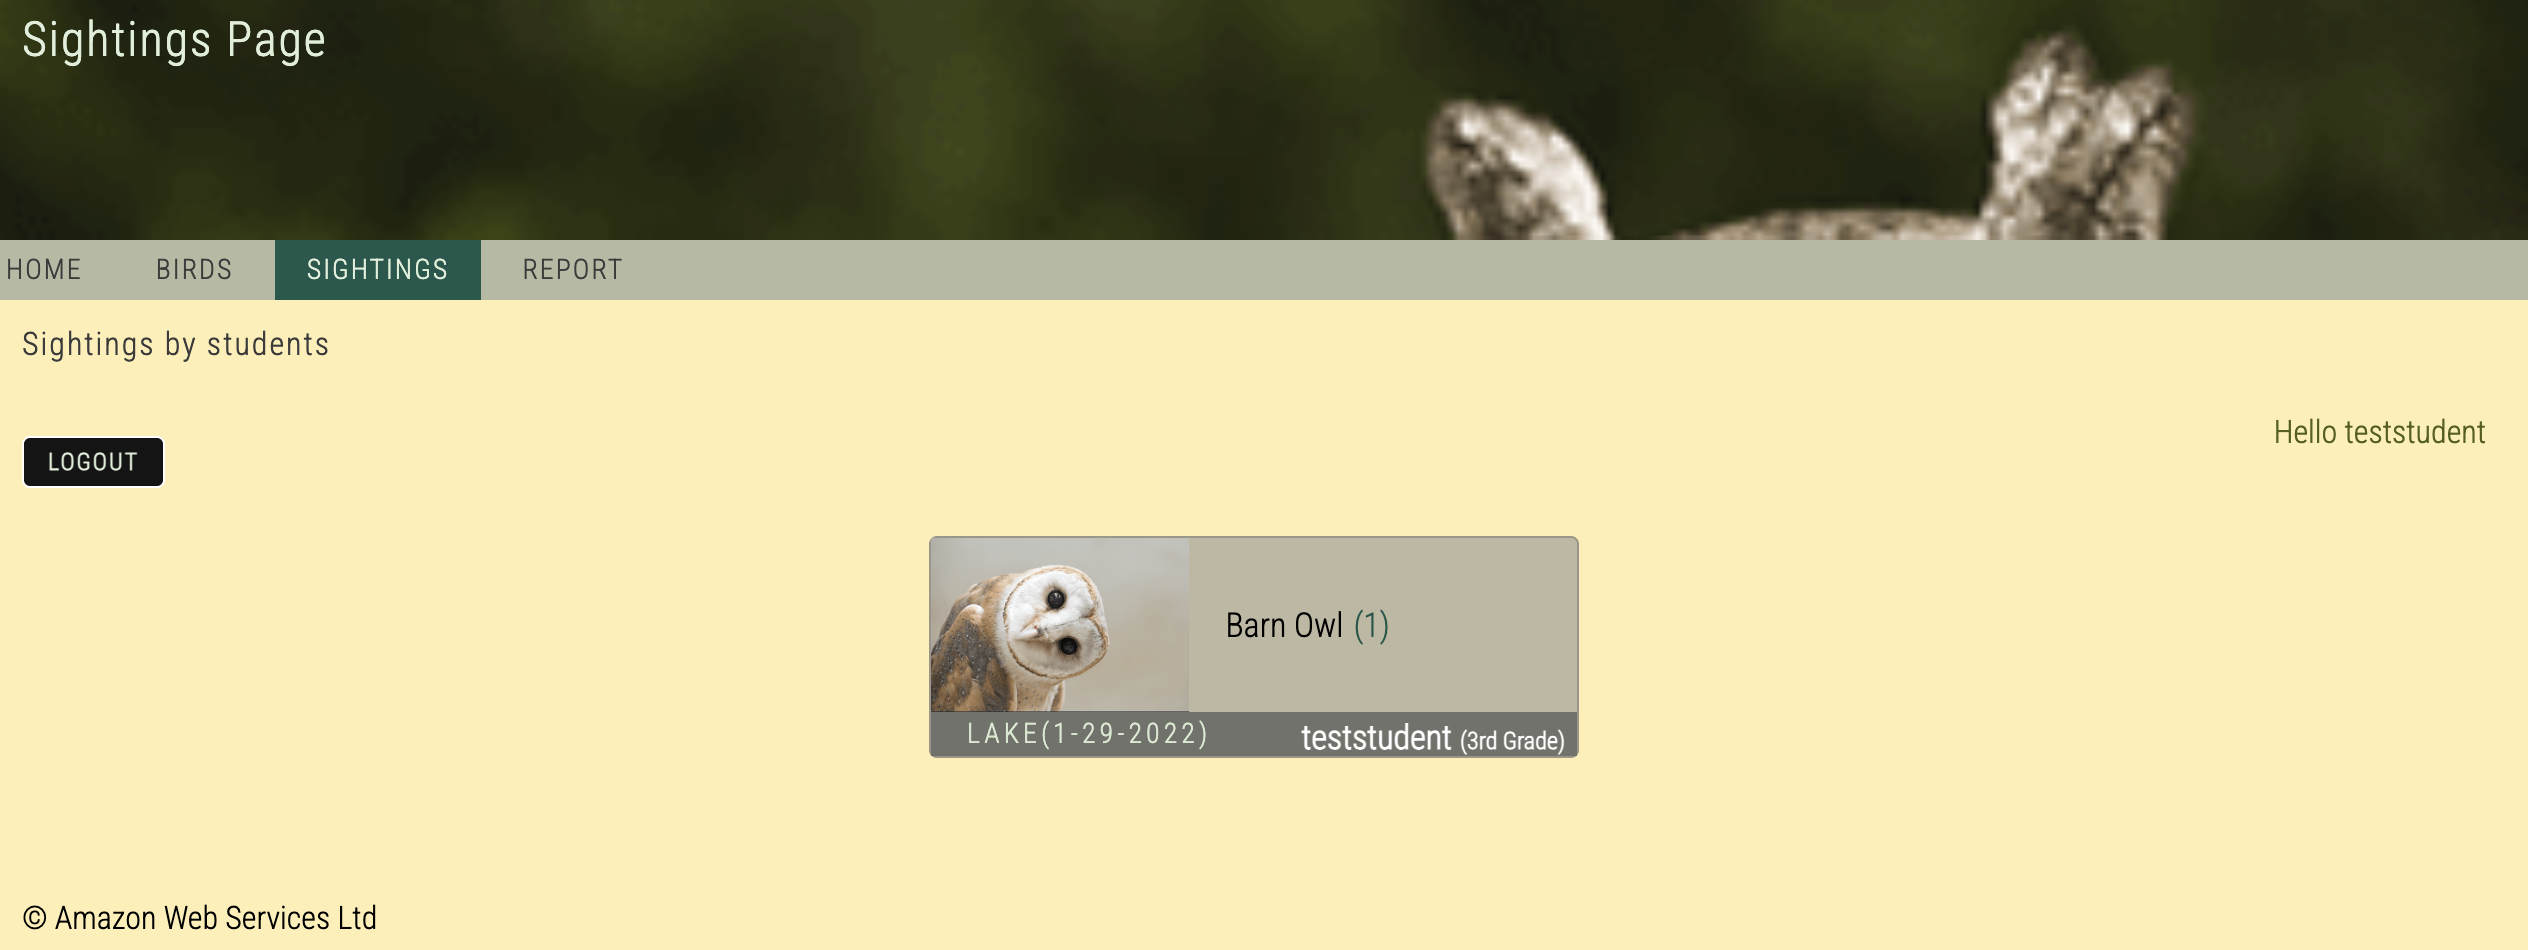 Sightings Page
HOME BIRDS SIGHTINGS REPORT
Sightings by students
Hello teststudent
LOGOUT
Barn Owl (1)
LAKE(1-29-2022) teststudent (3rd Grade)
© Amazon Web Services Ltd